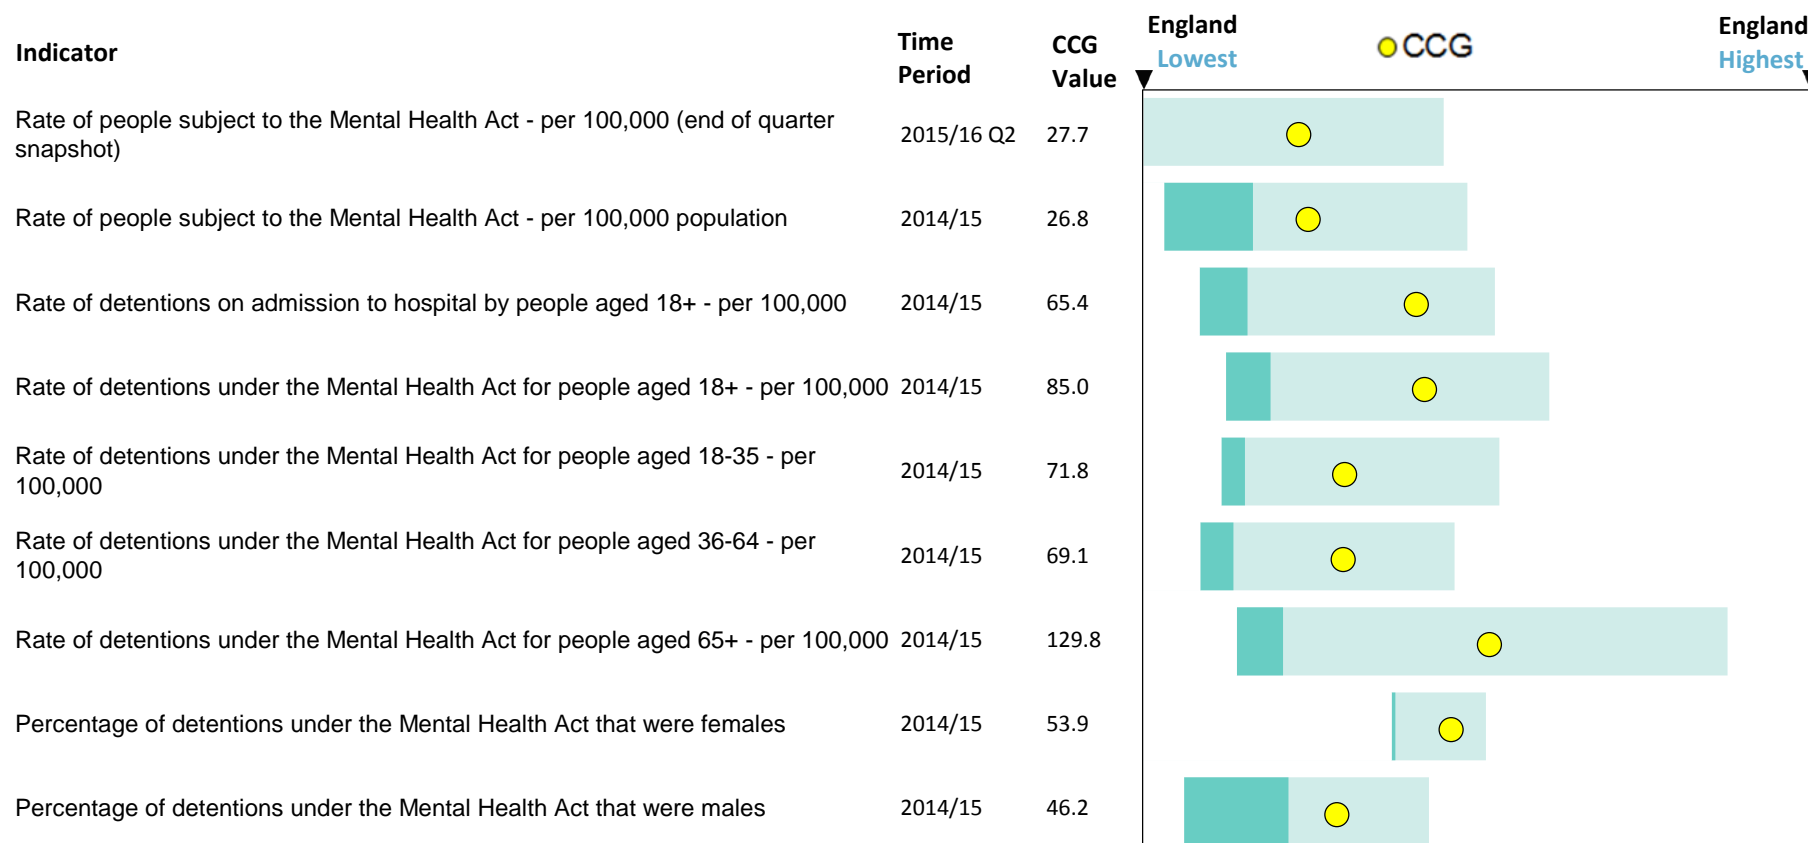 Indicator
Time Period
CCG Value
England Lowest
CCG
England Highest
Rate of people subject to the Mental Health Act - per 100,000 (end of quarter
snapshot)
2015/16 Q2
27.7
Rate of people subject to the Mental Health Act - per 100,000 population
2014/15
26.8
Rate of detentions on admission to hospital by people aged 18+ - per 100,000
2014/15
65.4
Rate of detentions under the Mental Health Act for people aged 18+ - per 100,000
2014/15
85.0
Rate of detentions under the Mental Health Act for people aged 18-35 - per
100,000
2014/15
71.8
Rate of detentions under the Mental Health Act for people aged 36-64 - per
100,000
2014/15
69.1
Rate of detentions under the Mental Health Act for people aged 65+ - per 100,000
2014/15
129.8
Percentage of detentions under the Mental Health Act that were females
2014/15
53.9
Percentage of detentions under the Mental Health Act that were males
2014/15
46.2